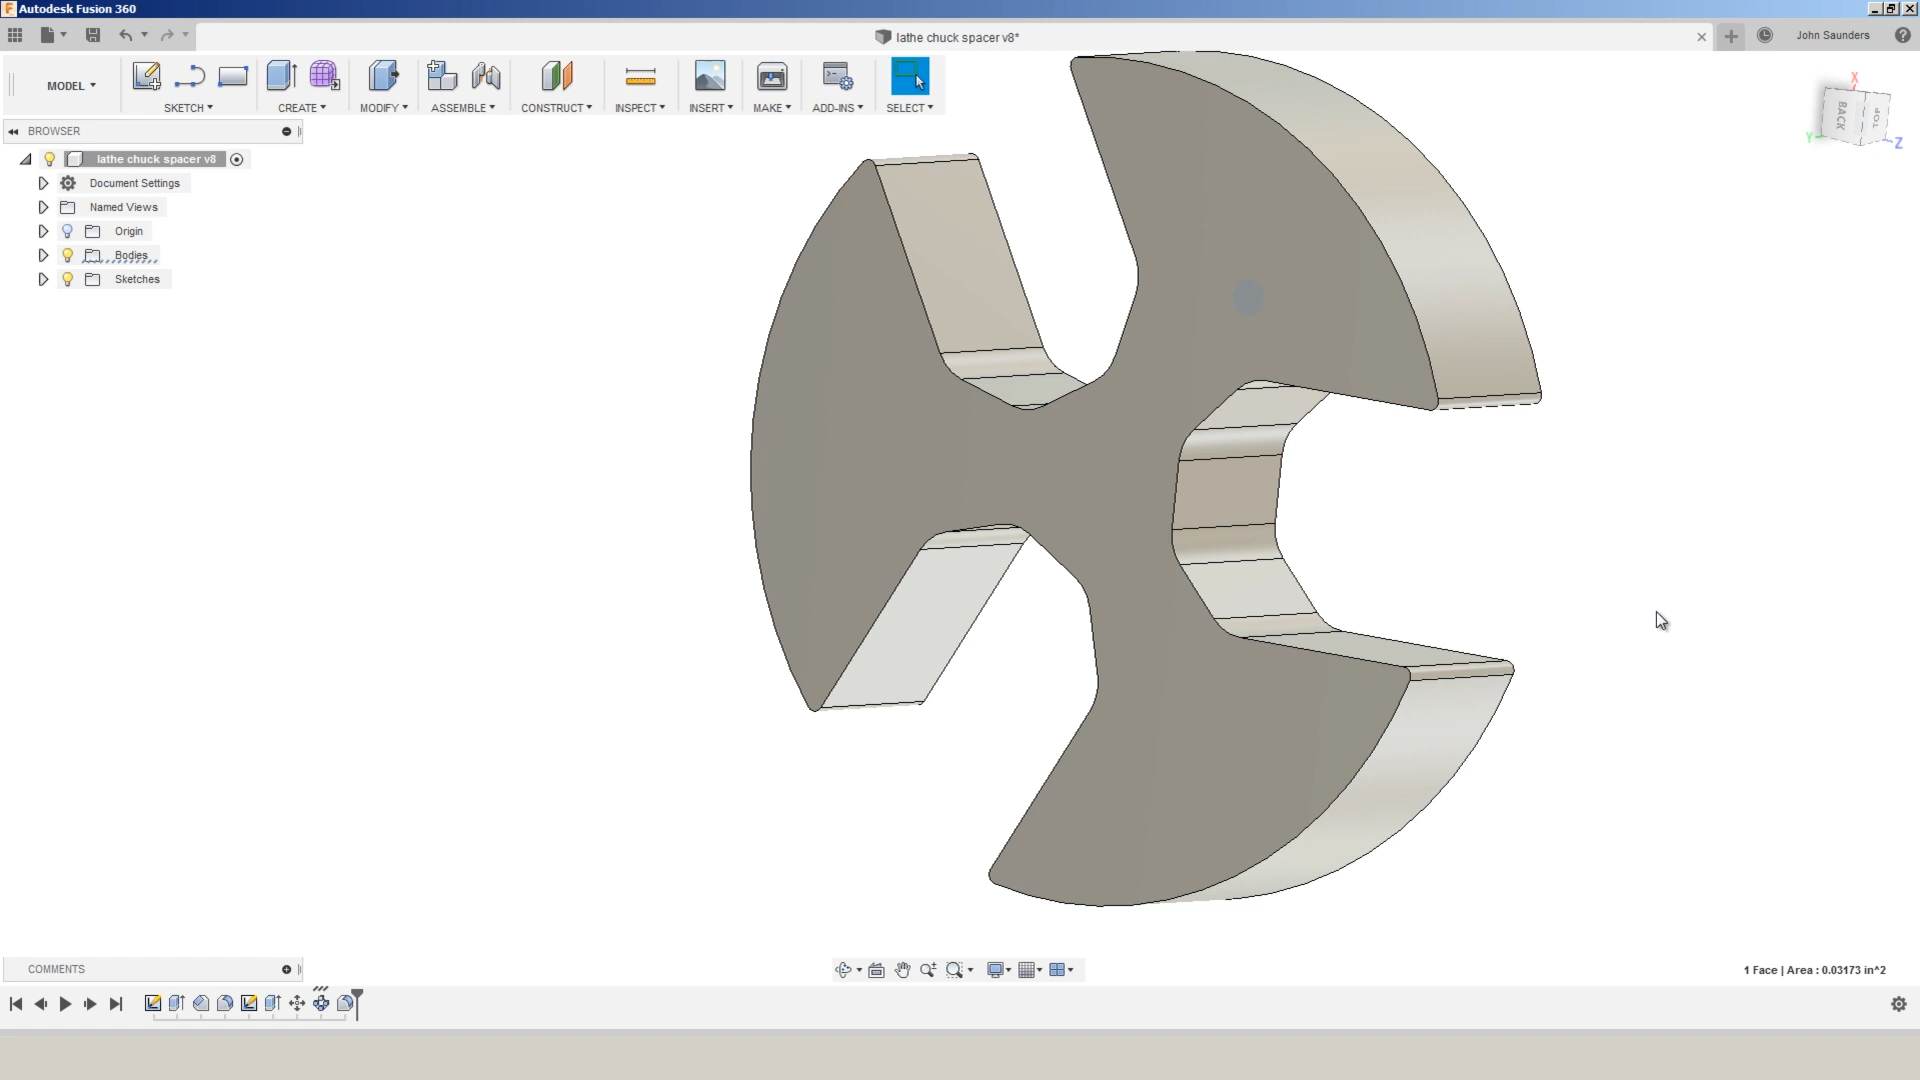 Autodesk Fusion 360
lathe chuck spacer v8*
John Saunders
MODEL
SKETCH
CREATE
MODIFY
ASSEMBLE
CONSTRUCT
INSPECT
INSERT
MAKE
ADD-INS
SELECT
BROWSER
lathe chuck spacer v8
Document Settings
Named Views
Origin
Bodies
Sketches
X
BACK
TOP
Y
Z
COMMENTS
1 Face | Area : 0.03173 in^2